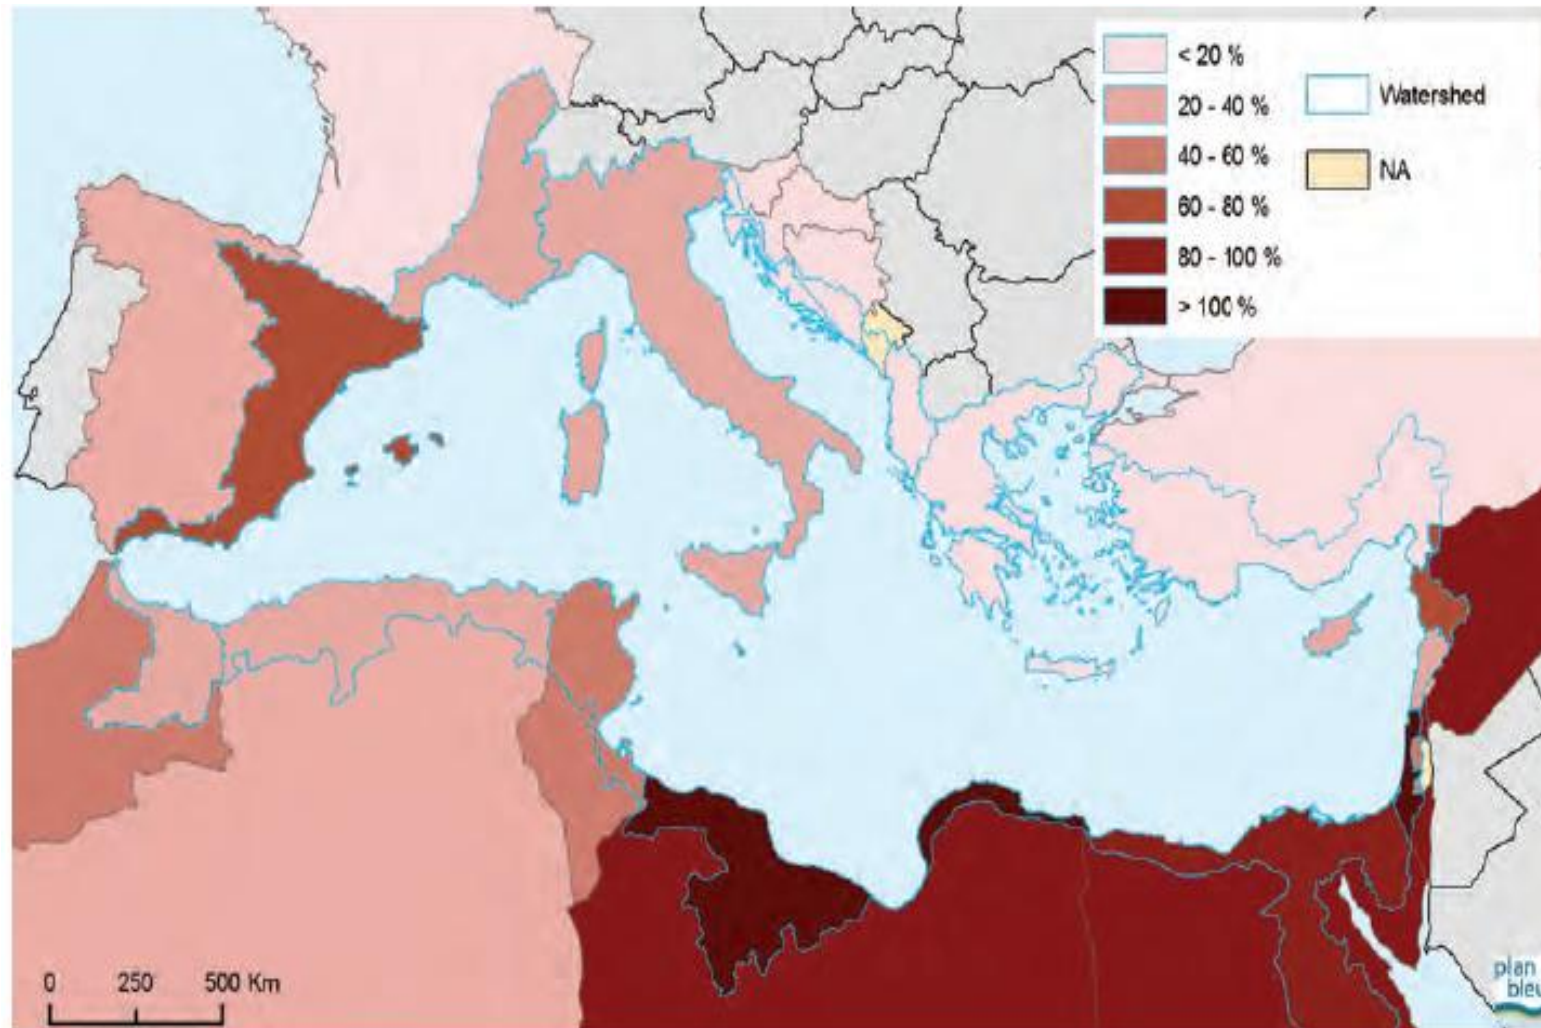 < 20 %
20 - 40 %
40 - 60 %
60 - 80 %
80 - 100 %
> 100 %
Watershed
NA
0 250 500 Km
plan
bleu